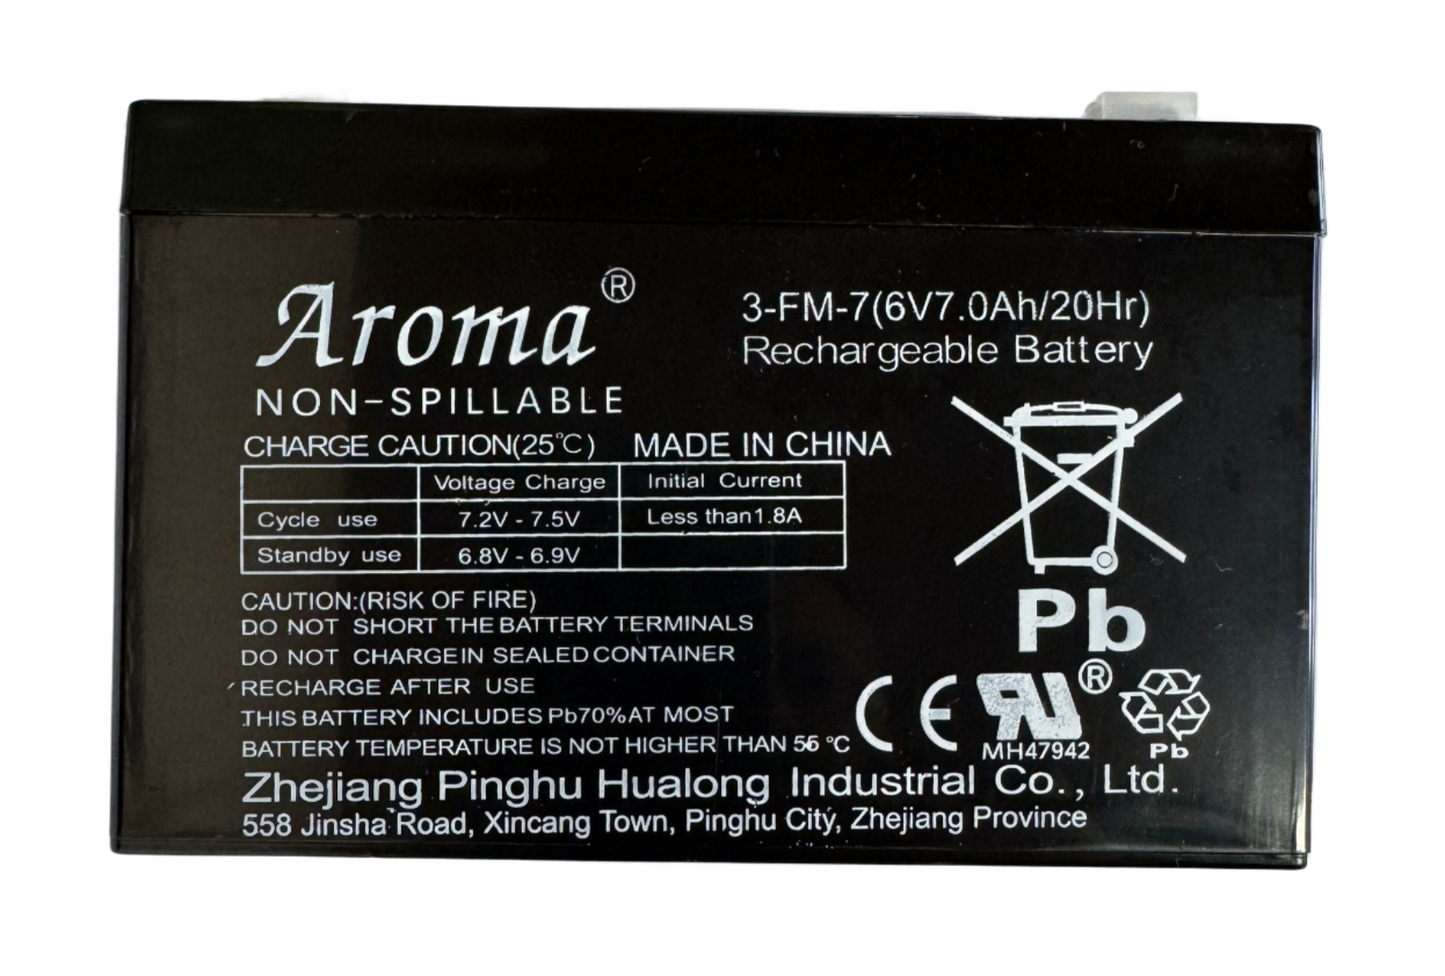 Aroma®
NON-SPILLABLE
3-FM-7(6V7.0Ah/20Hr)
Rechargeable Battery
CHARGE CAUTION(25℃) MADE IN CHINA
Voltage Charge Initial Current
Cycle use 7.2V - 7.5V Less than1.8A
Standby use 6.8V - 6.9V
CAUTION:(RiSK OF FIRE)
DO NOT SHORT THE BATTERY TERMINALS
DO NOT CHARGEIN SEALED CONTAINER
RECHARGE AFTER USE
THIS BATTERY INCLUDES Pb70%AT MOST
BATTERY TEMPERATURE IS NOT HIGHER THAN 55 ℃
Pb
CE RU ®
MH47942
Pb
Zhejiang Pinghu Hualong Industrial Co., Ltd.
558 Jinsha Road, Xincang Town, Pinghu City, Zhejiang Province